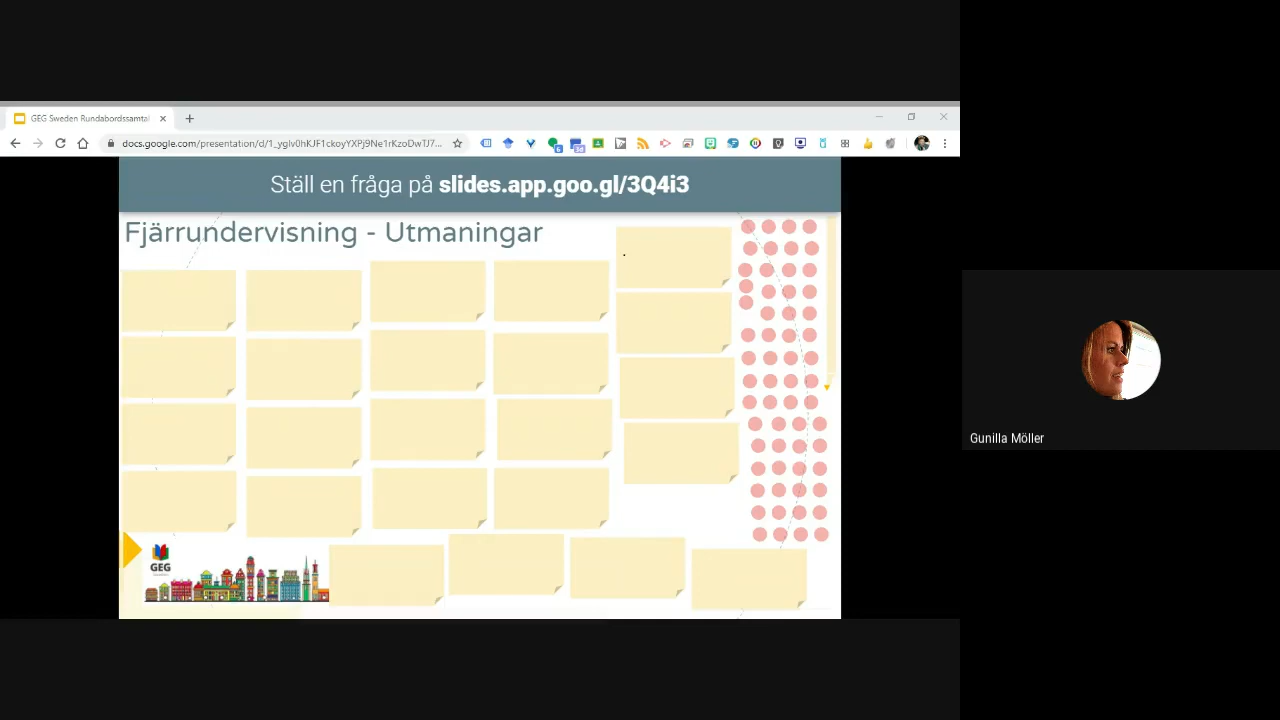 GEG Sweden Rundabordssamtal
docs.google.com/presentation/d/1_yglv0hKJF1ckoyYXPj9Ne1rKzoDwTJ7...
Ställ en fråga på slides.app.goo.gl/3Q4i3
Fjärrundervisning - Utmaningar
GEG
Gunilla Möller